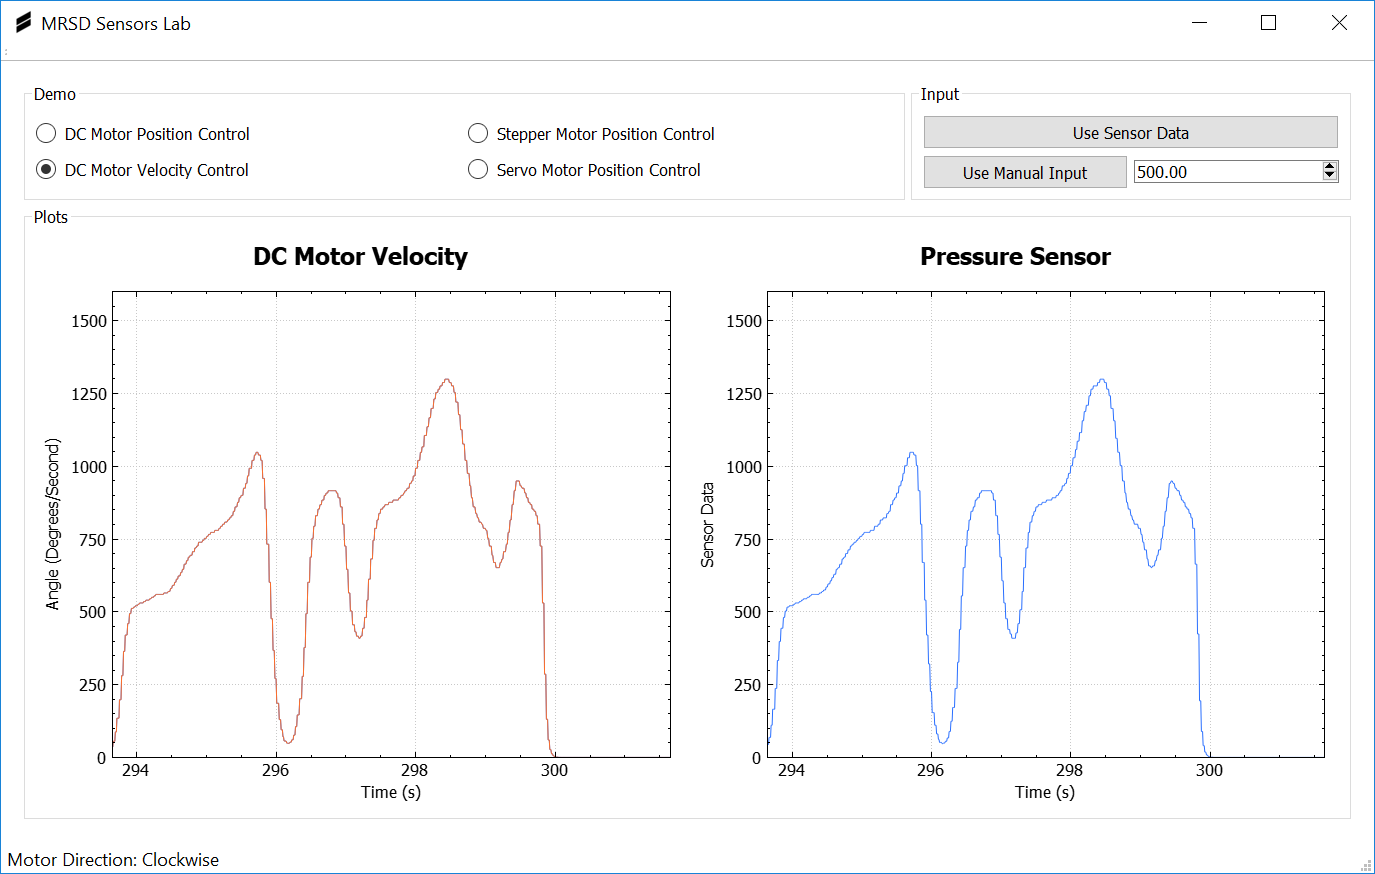 MRSD Sensors Lab
Demo
DC Motor Position Control
Stepper Motor Position Control
DC Motor Velocity Control
Servo Motor Position Control
Input
Use Sensor Data
Use Manual Input
500.00
Plots
DC Motor Velocity
Angle (Degrees/Second)
1500
1250
1000
750
500
250
0
294 296 298 300
Time (s)
Pressure Sensor
Sensor Data
1500
1250
1000
750
500
250
0
294 296 298 300
Time (s)
Motor Direction: Clockwise